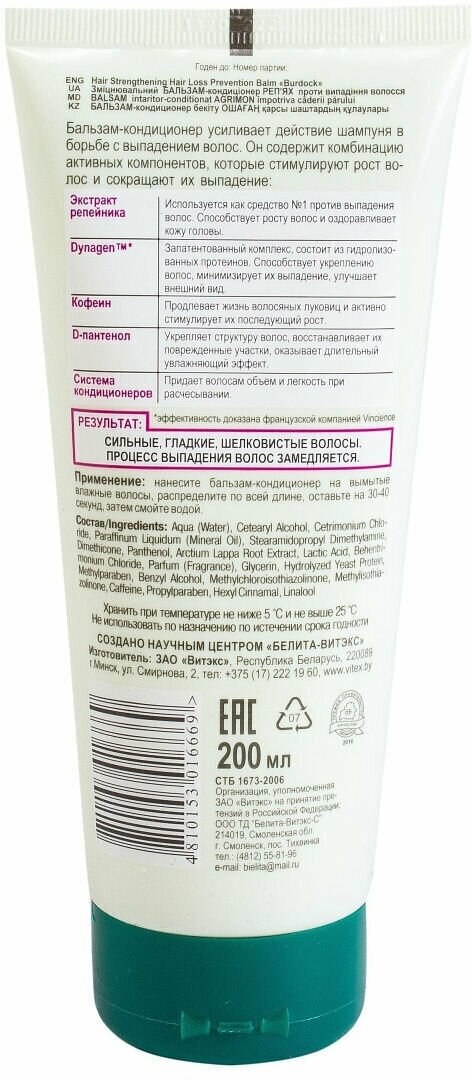 Годен до: Номер партии:
ENG Hair Strengthening Hair Loss Prevention Balm «Burdock»
UA Зміцнювальний БАЛЬЗАМ-кондиціонер РЕП'ЯХ проти випадіння волосся
MD BALSAM intaritor-conditionat AGRIMON împotriva căderii părului
KZ БАЛЬЗАМ-кондиционер бекіту ОШАҒАН қарсы шаштардың құлаулары
Бальзам-кондиционер усиливает действие шампуня в
борьбе с выпадением волос. Он содержит комбинацию
активных компонентов, которые стимулируют рост во-
лос и сокращают их выпадение:
Экстракт
репейника
Используется как средство №1 против выпадения
волос. Способствует росту волос и оздоравливает
кожу головы.
Dynagen™*
Запатентованный комплекс, состоит из гидролизо-
ванных протеинов. Способствует укреплению
волос, минимизирует их выпадение, улучшает
внешний вид.
Кофеин
Продлевает жизнь волосяных луковиц и активно
стимулирует их последующий рост.
D-пантенол
Укрепляет структуру волос, восстанавливает их
поврежденные участки, оказывает длительный
увлажняющий эффект.
Система
кондиционеров
Придает волосам объем и легкость при
расчесывании.
*эффективность доказана французской компанией Vincience
РЕЗУЛЬТАТ:
СИЛЬНЫЕ, ГЛАДКИЕ, ШЕЛКОВИСТЫЕ ВОЛОСЫ.
ПРОЦЕСС ВЫПАДЕНИЯ ВОЛОС ЗАМЕДЛЯЕТСЯ.
Применение: нанесите бальзам-кондиционер на вымытые
влажные волосы, распределите по всей длине, оставьте на 30-40
секунд, затем смойте водой.
Состав/Ingredients: Aqua (Water), Cetearyl Alcohol, Cetrimonium Chlo-
ride, Paraffinum Liquidum (Mineral Oil), Stearamidopropyl Dimethylamine,
Dimethicone, Panthenol, Arctium Lappa Root Extract, Lactic Acid, Behentri-
monium Chloride, Parfum (Fragrance), Glycerin, Hydrolyzed Yeast Protein,
Methylparaben, Benzyl Alcohol, Methylchloroisothiazolinone, Methylisothia-
zolinone, Caffeine, Propylparaben, Hexyl Cinnamal, Linalool
Хранить при температуре не ниже 5 °С и не выше 25 °С
Не использовать по назначению по истечении срока годности
СОЗДАНО НАУЧНЫМ ЦЕНТРОМ «БЕЛИТА-ВИТЭКС»
Изготовитель: ЗАО «Витэкс», Республика Беларусь, 220089
г.Минск, ул. Смирнова, 2, тел: +375 (17) 222 19 60, www.vitex.by
4 810153 016669 >
EAC
07
2016
200 мл
СТБ 1673-2006
Организация, уполномоченная
ЗАО «Витэкс» на принятие пре-
тензий в Российской Федерации:
ООО ТД "Белита-Витэкс-С"
214019, Смоленская обл.
г. Смоленск, пос. Тихвинка
тел.: (4812) 55-81-96
e-mail: bielita@mail.ru